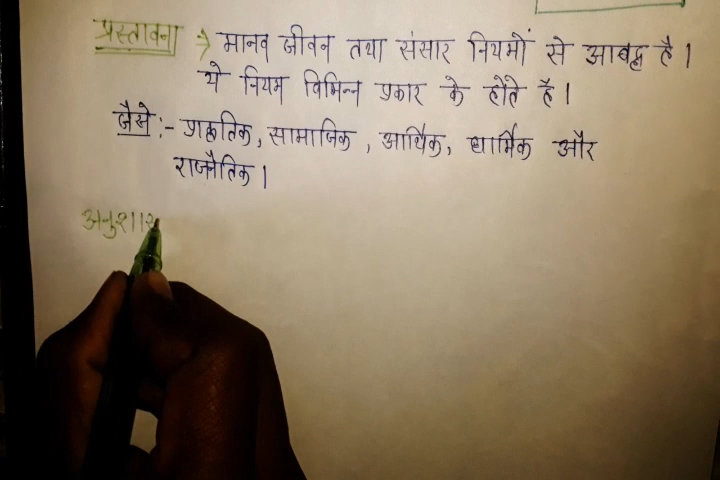 प्रस्तावना → मानव जीवन तथा संसार नियमों से आबद्ध है।
ये नियम विभिन्न प्रकार के होते है।
जैसे :- प्राकृतिक, सामाजिक, आर्थिक, धार्मिक और
राजनैतिक।
अनुशास